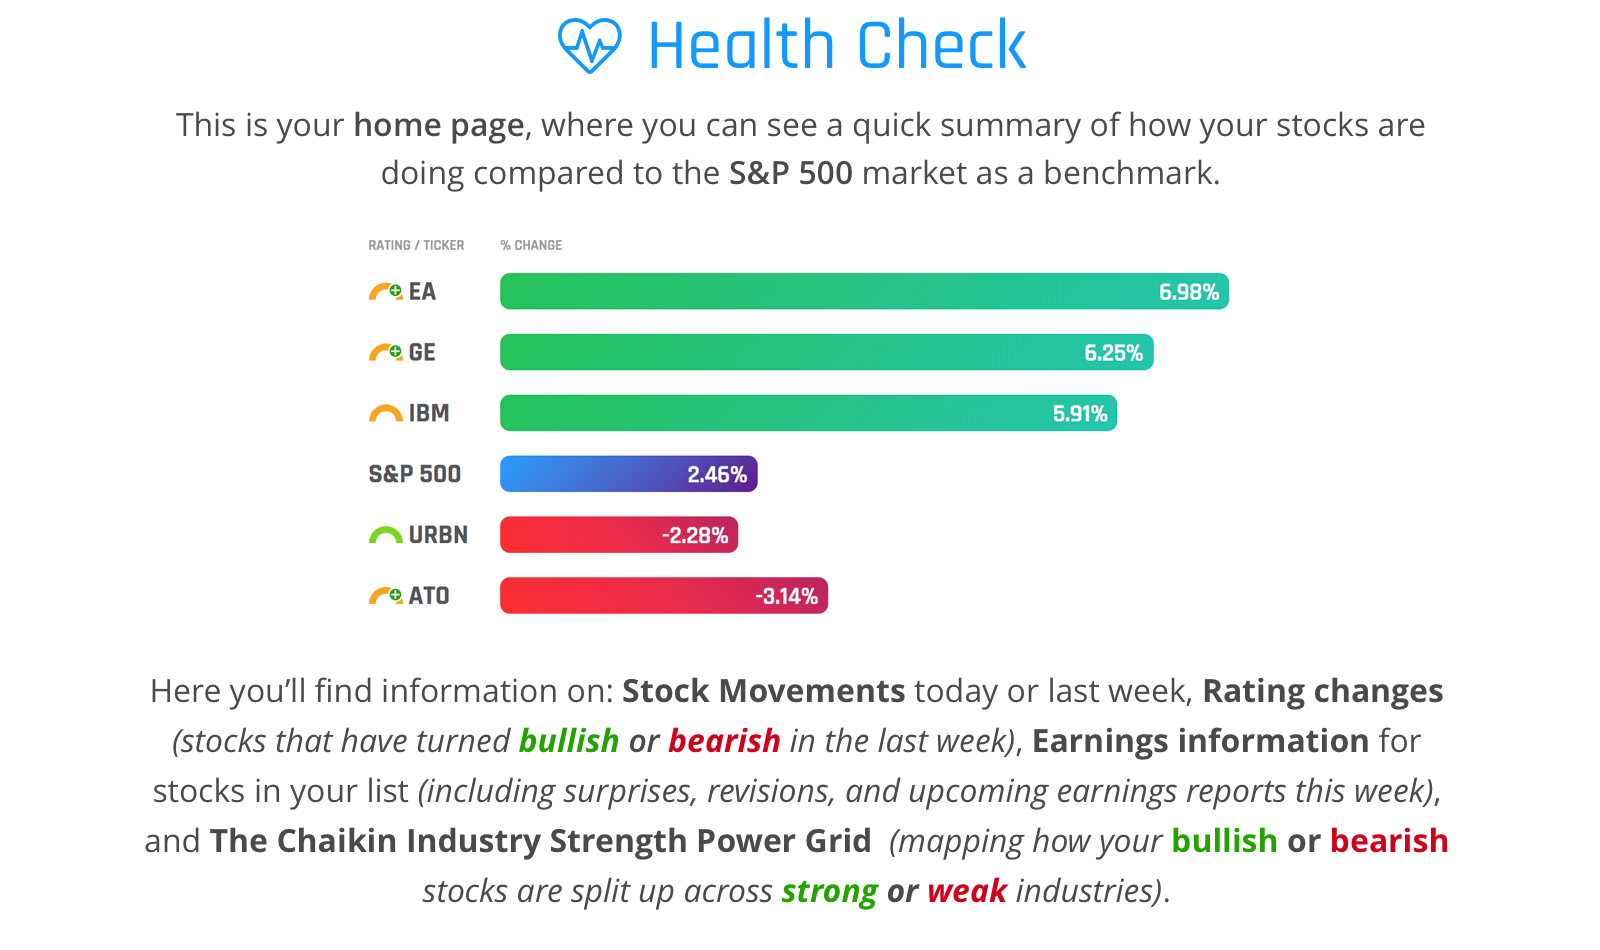 Health Check
This is your home page, where you can see a quick summary of how your stocks are
doing compared to the S&P 500 market as a benchmark.
RATING / TICKER % CHANGE
EA 6.98%
GE 6.25%
IBM 5.91%
S&P 500 2.46%
URBN -2.28%
ATO -3.14%
Here you’ll find information on: Stock Movements today or last week, Rating changes
(stocks that have turned bullish or bearish in the last week), Earnings information for
stocks in your list (including surprises, revisions, and upcoming earnings reports this week),
and The Chaikin Industry Strength Power Grid (mapping how your bullish or bearish
stocks are split up across strong or weak industries).